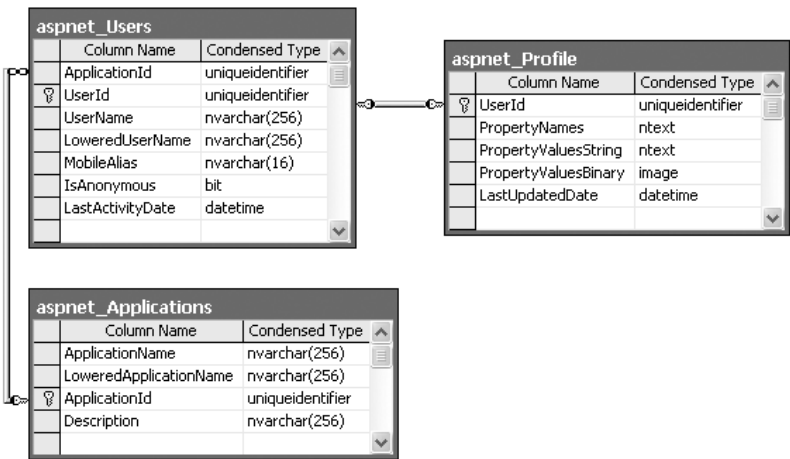 aspnet_Users
Column Name Condensed Type
ApplicationId uniqueidentifier
UserId uniqueidentifier
UserName nvarchar(256)
LoweredUserName nvarchar(256)
MobileAlias nvarchar(16)
IsAnonymous bit
LastActivityDate datetime
aspnet_Profile
Column Name Condensed Type
UserId uniqueidentifier
PropertyNames ntext
PropertyValuesString ntext
PropertyValuesBinary image
LastUpdatedDate datetime
aspnet_Applications
Column Name Condensed Type
ApplicationName nvarchar(256)
LoweredApplicationName nvarchar(256)
ApplicationId uniqueidentifier
Description nvarchar(256)